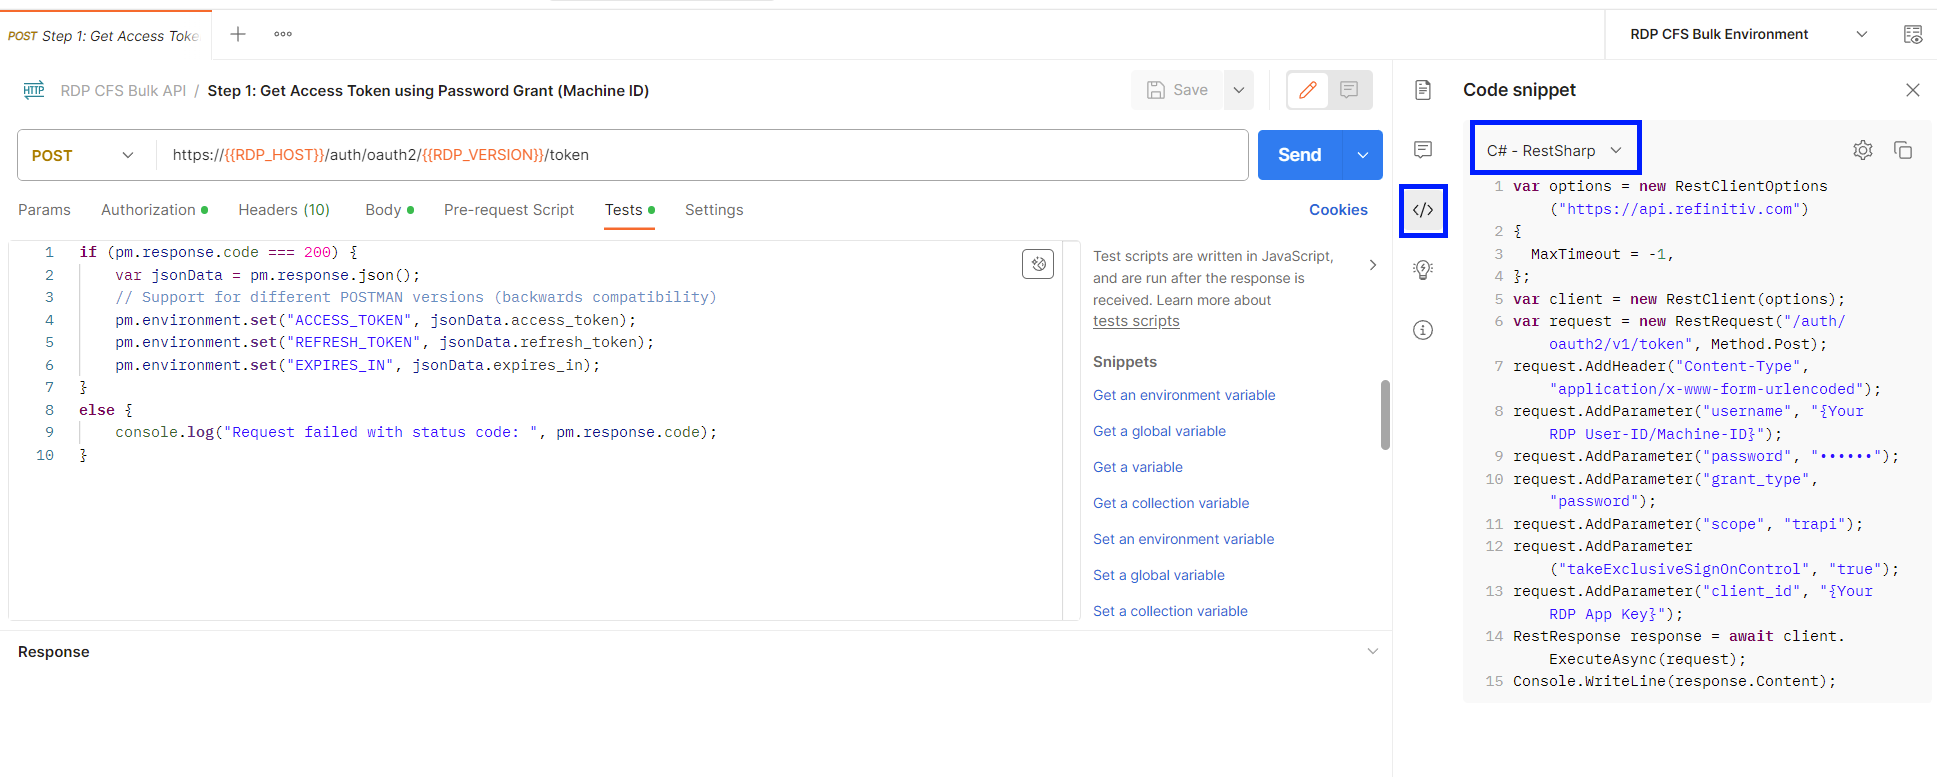 POST Step 1: Get Access Toke
RDP CFS Bulk Environment
HTTP RDP CFS Bulk API / Step 1: Get Access Token using Password Grant (Machine ID)
Save
POST https://{{RDP_HOST}}/auth/oauth2/{{RDP_VERSION}}/token
Send
Params Authorization Headers (10) Body Pre-request Script Tests Settings
Cookies
1 if (pm.response.code === 200) {
2 var jsonData = pm.response.json();
3 // Support for different POSTMAN versions (backwards compatibility)
4 pm.environment.set("ACCESS_TOKEN", jsonData.access_token);
5 pm.environment.set("REFRESH_TOKEN", jsonData.refresh_token);
6 pm.environment.set("EXPIRES_IN", jsonData.expires_in);
7 }
8 else {
9 console.log("Request failed with status code: ", pm.response.code);
10 }
Test scripts are written in JavaScript,
and are run after the response is
received. Learn more about
tests scripts
Snippets
Get an environment variable
Get a global variable
Get a variable
Get a collection variable
Set an environment variable
Set a global variable
Set a collection variable
Response
Code snippet
C# - RestSharp
1 var options = new RestClientOptions
("https://api.refinitiv.com")
2 {
3 MaxTimeout = -1,
4 };
5 var client = new RestClient(options);
6 var request = new RestRequest("/auth/
oauth2/v1/token", Method.Post);
7 request.AddHeader("Content-Type",
"application/x-www-form-urlencoded");
8 request.AddParameter("username", "{Your
RDP User-ID/Machine-ID}");
9 request.AddParameter("password", "••••••");
10 request.AddParameter("grant_type",
"password");
11 request.AddParameter("scope", "trapi");
12 request.AddParameter
("takeExclusiveSignOnControl", "true");
13 request.AddParameter("client_id", "{Your
RDP App Key}");
14 RestResponse response = await client.
ExecuteAsync(request);
15 Console.WriteLine(response.Content);